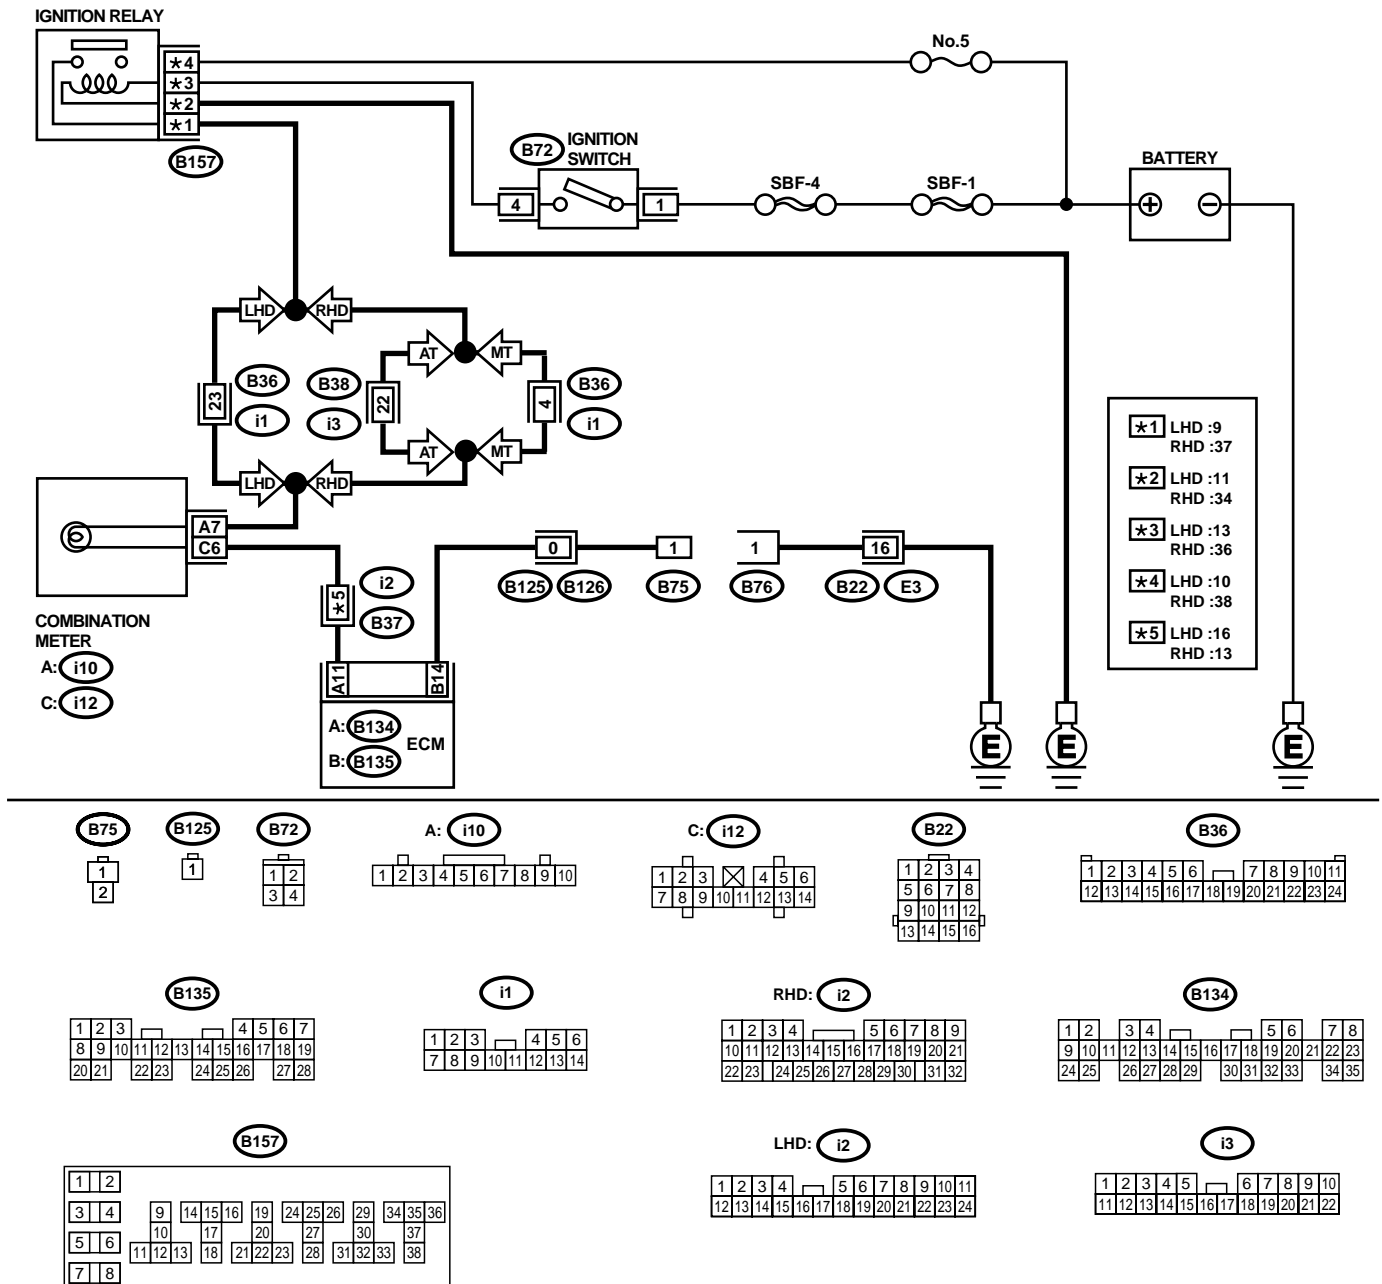 IGNITION RELAY
*4
*3
*2
*1
B157
No.5
B72
IGNITION
SWITCH
4
1
SBF-4
SBF-1
BATTERY
+
−
LHD
RHD
AT
MT
23
B36
i1
B38
i3
22
4
B36
i1
AT
MT
LHD
RHD
A7
C6
COMBINATION
METER
A: i10
C: i12
*5
i2
B37
A11
B14
A: B134
B: B135
ECM
0
B125
B126
1
B75
1
B76
16
B22
E3
*1 LHD :9
RHD :37
*2 LHD :11
RHD :34
*3 LHD :13
RHD :36
*4 LHD :10
RHD :38
*5 LHD :16
RHD :13
E
E
E
B75
1
2
B125
1
B72
1 2
3 4
A: i10
1 2 3 4 5 6 7 8 9 10
C: i12
1 2 3 4 5 6
7 8 9 10 11 12 13 14
B22
1 2 3 4
5 6 7 8
9 10 11 12
13 14 15 16
B36
1 2 3 4 5 6 7 8 9 10 11
12 13 14 15 16 17 18 19 20 21 22 23 24
B135
1 2 3 4 5 6 7
8 9 10 11 12 13 14 15 16 17 18 19
20 21 22 23 24 25 26 27 28
i1
1 2 3 4 5 6
7 8 9 10 11 12 13 14
RHD: i2
1 2 3 4 5 6 7 8 9
10 11 12 13 14 15 16 17 18 19 20 21
22 23 24 25 26 27 28 29 30 31 32
B134
1 2 3 4 5 6 7 8
9 10 11 12 13 14 15 16 17 18 19 20 21 22 23
24 25 26 27 28 29 30 31 32 33 34 35
B157
1 2
3 4
5 6
7 8
9 14 15 16 19 24 25 26 29 34 35 36
10 17 20 27 30 37
11 12 13 18 21 22 23 28 31 32 33 38
LHD: i2
1 2 3 4 5 6 7 8 9 10 11
12 13 14 15 16 17 18 19 20 21 22 23 24
i3
1 2 3 4 5 6 7 8 9 10
11 12 13 14 15 16 17 18 19 20 21 22